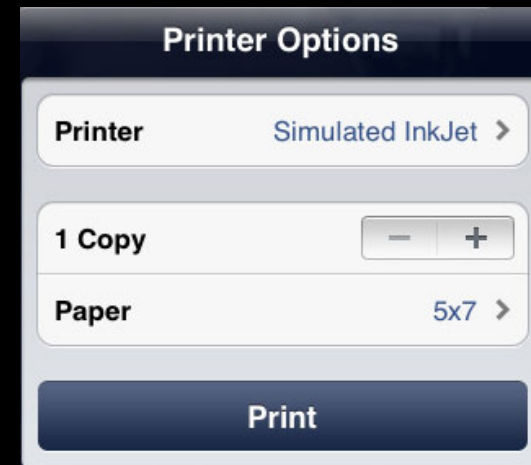 Printer Options
Printer Simulated InkJet
1 Copy
Paper 5x7
Print